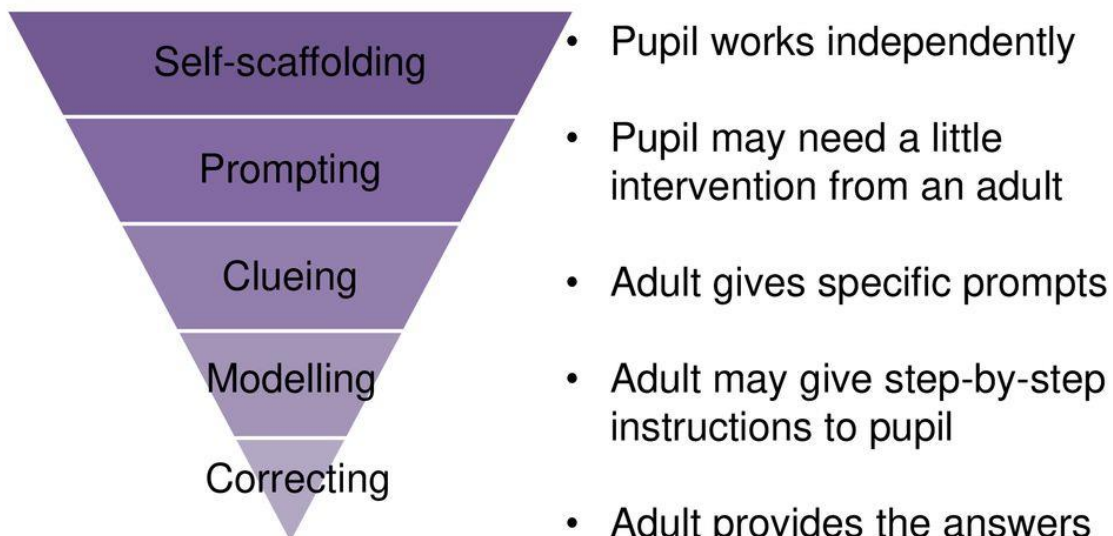 Self-scaffolding
Prompting
Clueing
Modelling
Correcting
• Pupil works independently
• Pupil may need a little
intervention from an adult
• Adult gives specific prompts
• Adult may give step-by-step
instructions to pupil
• Adult provides the answers